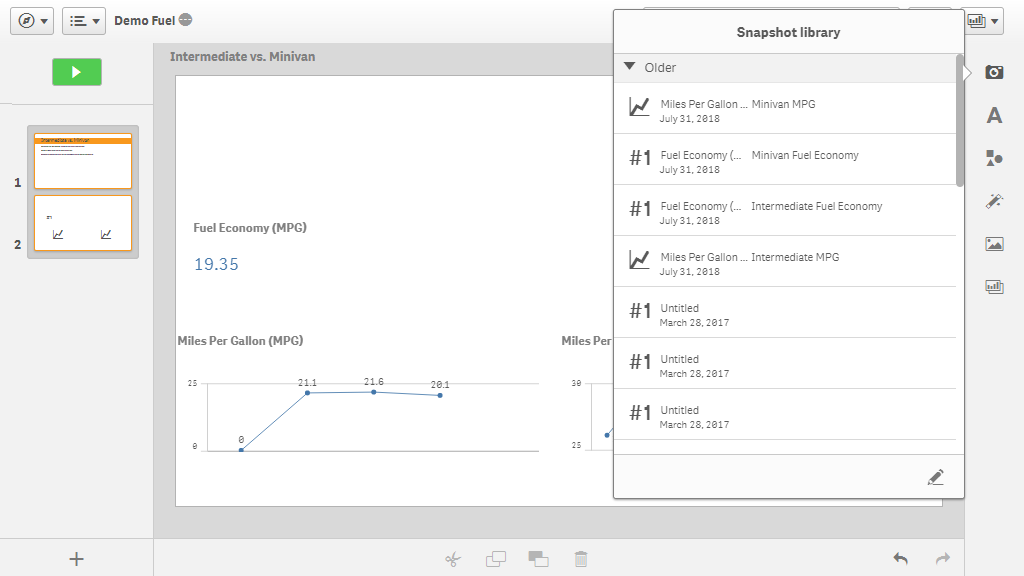 Demo Fuel
Intermediate vs. Minivan
Snapshot library
Older
Miles Per Gallon ... Minivan MPG
July 31, 2018
#1 Fuel Economy (... Minivan Fuel Economy
July 31, 2018
#1 Fuel Economy (... Intermediate Fuel Economy
July 31, 2018
Miles Per Gallon ... Intermediate MPG
July 31, 2018
#1 Untitled
March 28, 2017
#1 Untitled
March 28, 2017
#1 Untitled
March 28, 2017
A
1
Intermediate vs. Minivan
2
Fuel Economy (MPG)
19.35
Miles Per Gallon (MPG)
25
21.1
21.6
20.1
0
0
Miles Per
30
25